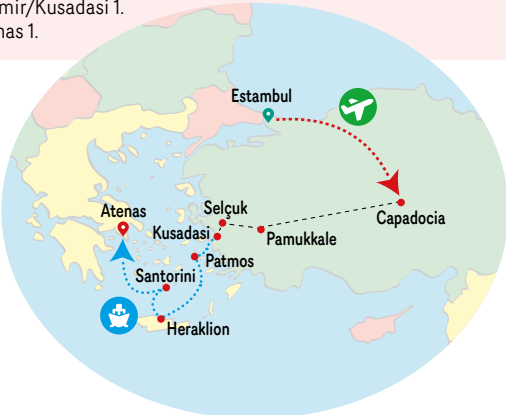 mir/Kusadasi 1.
nas 1.
Estambul
Atenas
Selçuk
Capadocia
Kusadasi
Pamukkale
Patmos
Santorini
Heraklion